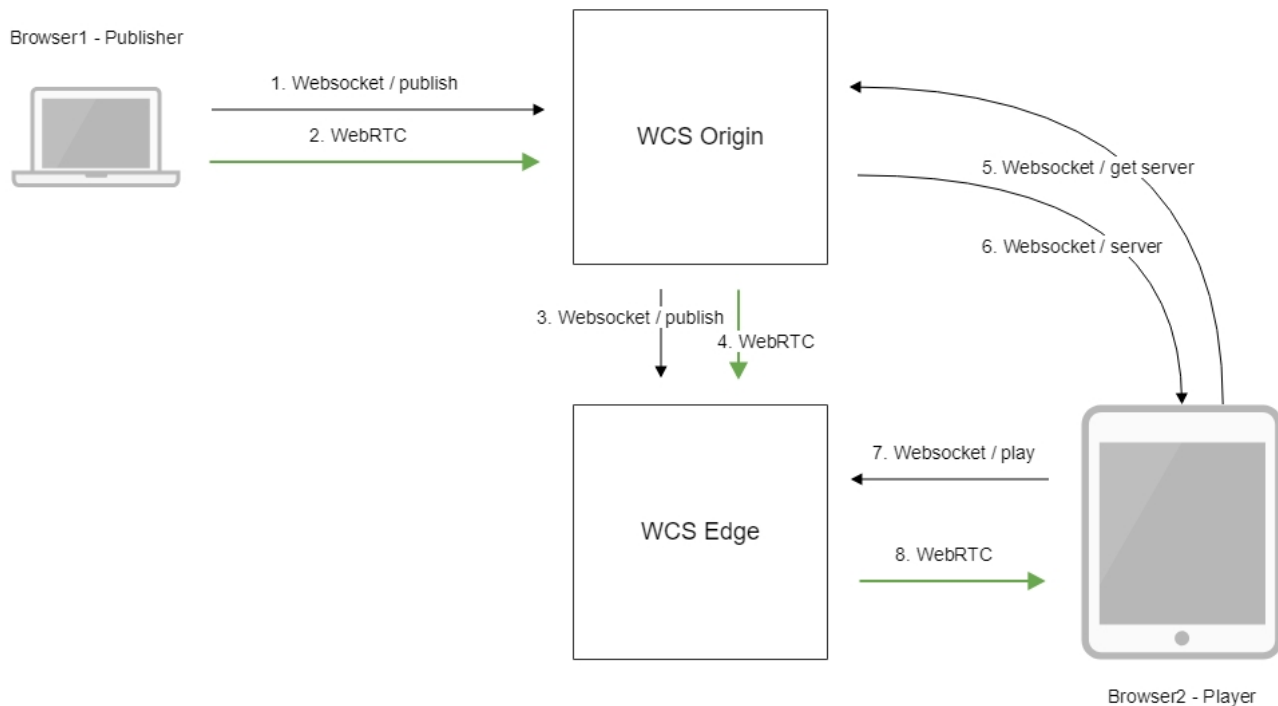 Browser1 - Publisher
1. Websocket / publish
2. WebRTC
WCS Origin
5. Websocket / get server
6. Websocket / server
3. Websocket / publish
4. WebRTC
7. Websocket / play
WCS Edge
8. WebRTC
Browser2 - Player